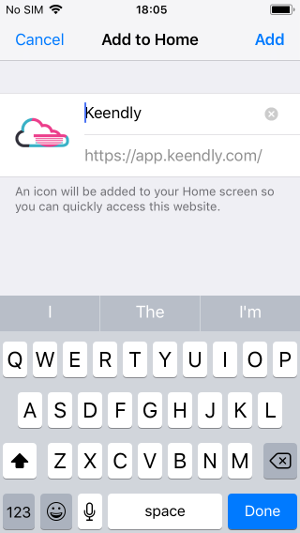 No SIM 18:05
Cancel Add to Home Add
Keendly
https://app.keendly.com/
An icon will be added to your Home screen so
you can quickly access this website.
I The I'm
Q W E R T Y U I O P
A S D F G H J K L
Z X C V B N M
123 space Done